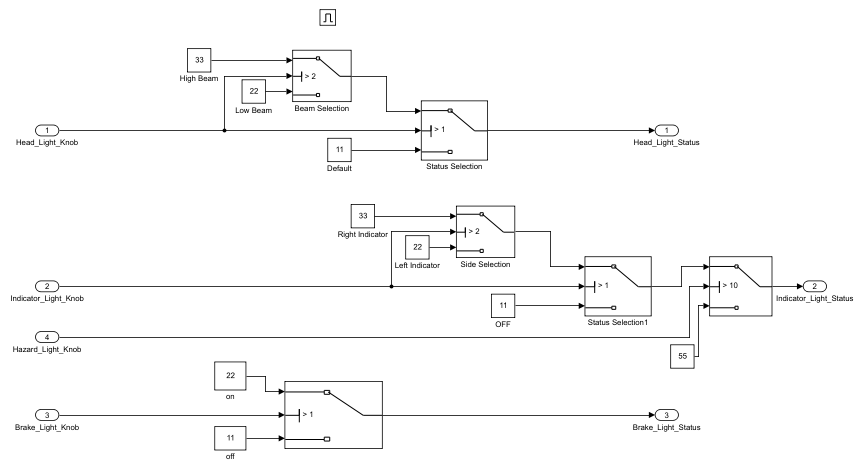 33
High Beam
> 2
22
Low Beam
Beam Selection
1
Head_Light_Knob
> 1
11
Default
Status Selection
1
Head_Light_Status
33
Right Indicator
> 2
22
Left Indicator
Side Selection
2
Indicator_Light_Knob
> 1
11
OFF
Status Selection1
> 10
2
Indicator_Light_Status
4
Hazard_Light_Knob
55
22
on
3
Brake_Light_Knob
> 1
11
off
3
Brake_Light_Status